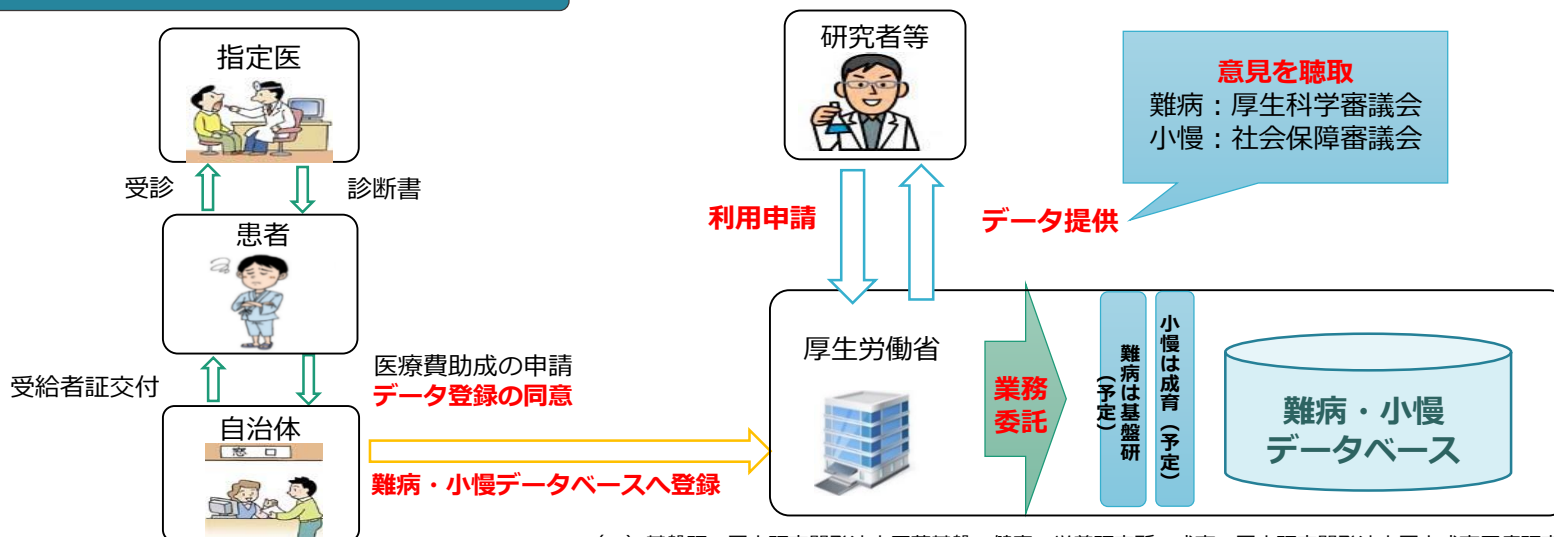 指定医
受診
診断書
患者
受給者証交付
医療費助成の申請
データ登録の同意
自治体
窓口
難病・小慢データベースへ登録
研究者等
利用申請
データ提供
意見を聴取
難病：厚生科学審議会
小慢：社会保障審議会
厚生労働省
業務
委託
難病は基盤研
（予定）
小慢は成育（予定）
難病・小慢
データベース